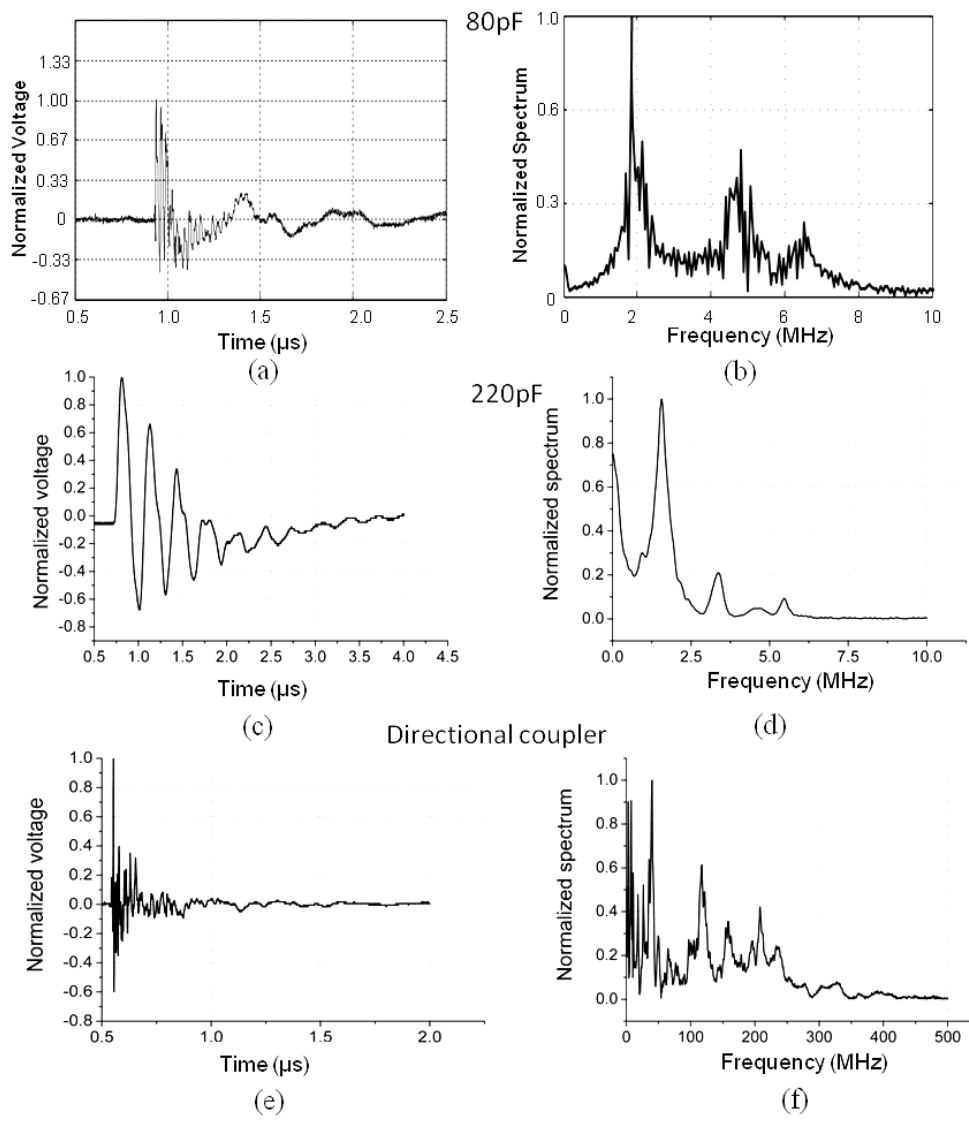 80pF
Normalized Voltage
1.33
1.00
0.67
0.33
0
-0.33
-0.67
0.5 1.0 1.5 2.0 2.5
Time (µs)
(a)
Normalized Spectrum
1.0
0.6
0.3
0
0 2 4 6 8 10
Frequency (MHz)
(b)
220pF
Normalized voltage
1.0
0.8
0.6
0.4
0.2
0.0
-0.2
-0.4
-0.6
-0.8
0.5 1.0 1.5 2.0 2.5 3.0 3.5 4.0 4.5
Time (µs)
(c)
Normalized spectrum
1.0
0.8
0.6
0.4
0.2
0.0
0.0 2.5 5.0 7.5 10.0
Frequency (MHz)
(d)
Directional coupler
Normalized voltage
1.0
0.8
0.6
0.4
0.2
0.0
-0.2
-0.4
-0.6
-0.8
0.5 1.0 1.5 2.0
Time (µs)
(e)
Normalized spectrum
1.0
0.8
0.6
0.4
0.2
0.0
0 100 200 300 400 500
Frequency (MHz)
(f)